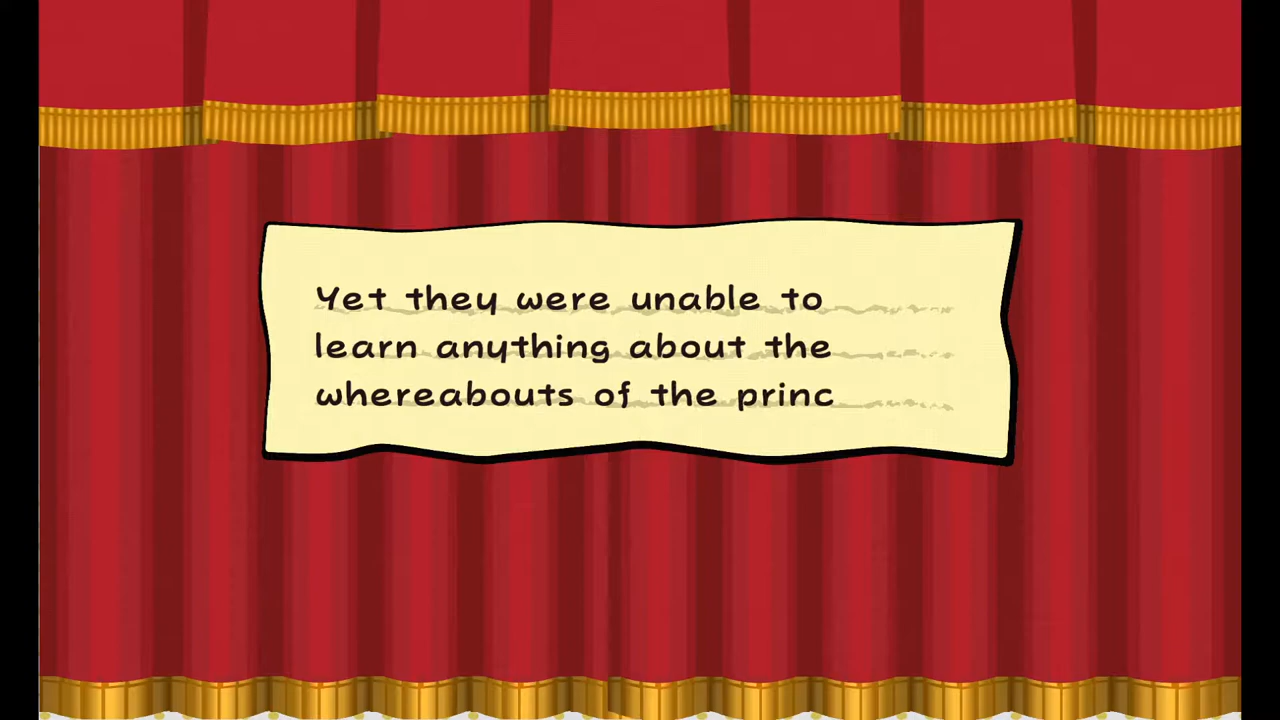 Yet they were unable to
learn anything about the
whereabouts of the princ